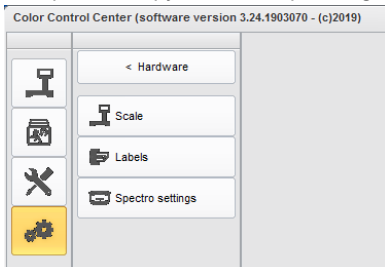 Color Control Center (software version 3.24.1903070 - (c)2019)
< Hardware
Scale
Labels
Spectro settings